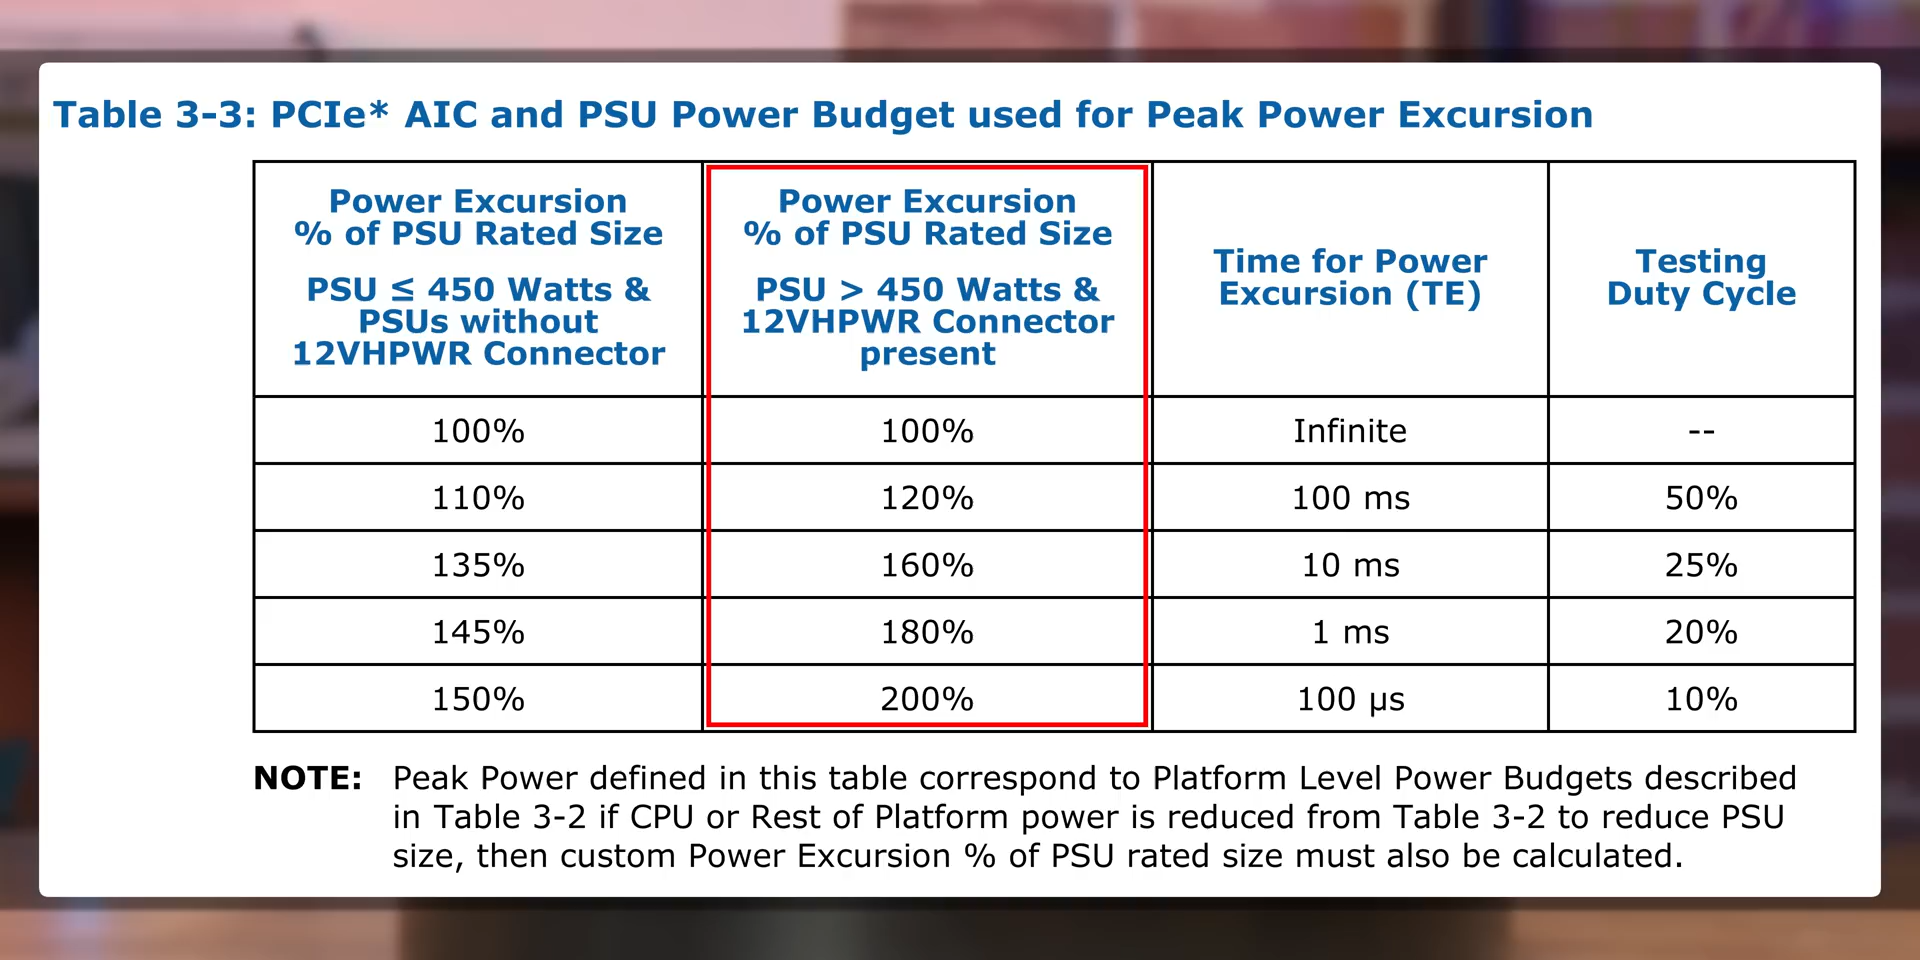 Table 3-3: PCIe* AIC and PSU Power Budget used for Peak Power Excursion
Power Excursion
% of PSU Rated Size
PSU ≤ 450 Watts &
PSUs without
12VHPWR Connector
Power Excursion
% of PSU Rated Size
PSU > 450 Watts &
12VHPWR Connector
present
Time for Power
Excursion (TE)
Testing
Duty Cycle
100% 100% Infinite --
110% 120% 100 ms 50%
135% 160% 10 ms 25%
145% 180% 1 ms 20%
150% 200% 100 µs 10%
NOTE: Peak Power defined in this table correspond to Platform Level Power Budgets described
in Table 3-2 if CPU or Rest of Platform power is reduced from Table 3-2 to reduce PSU
size, then custom Power Excursion % of PSU rated size must also be calculated.